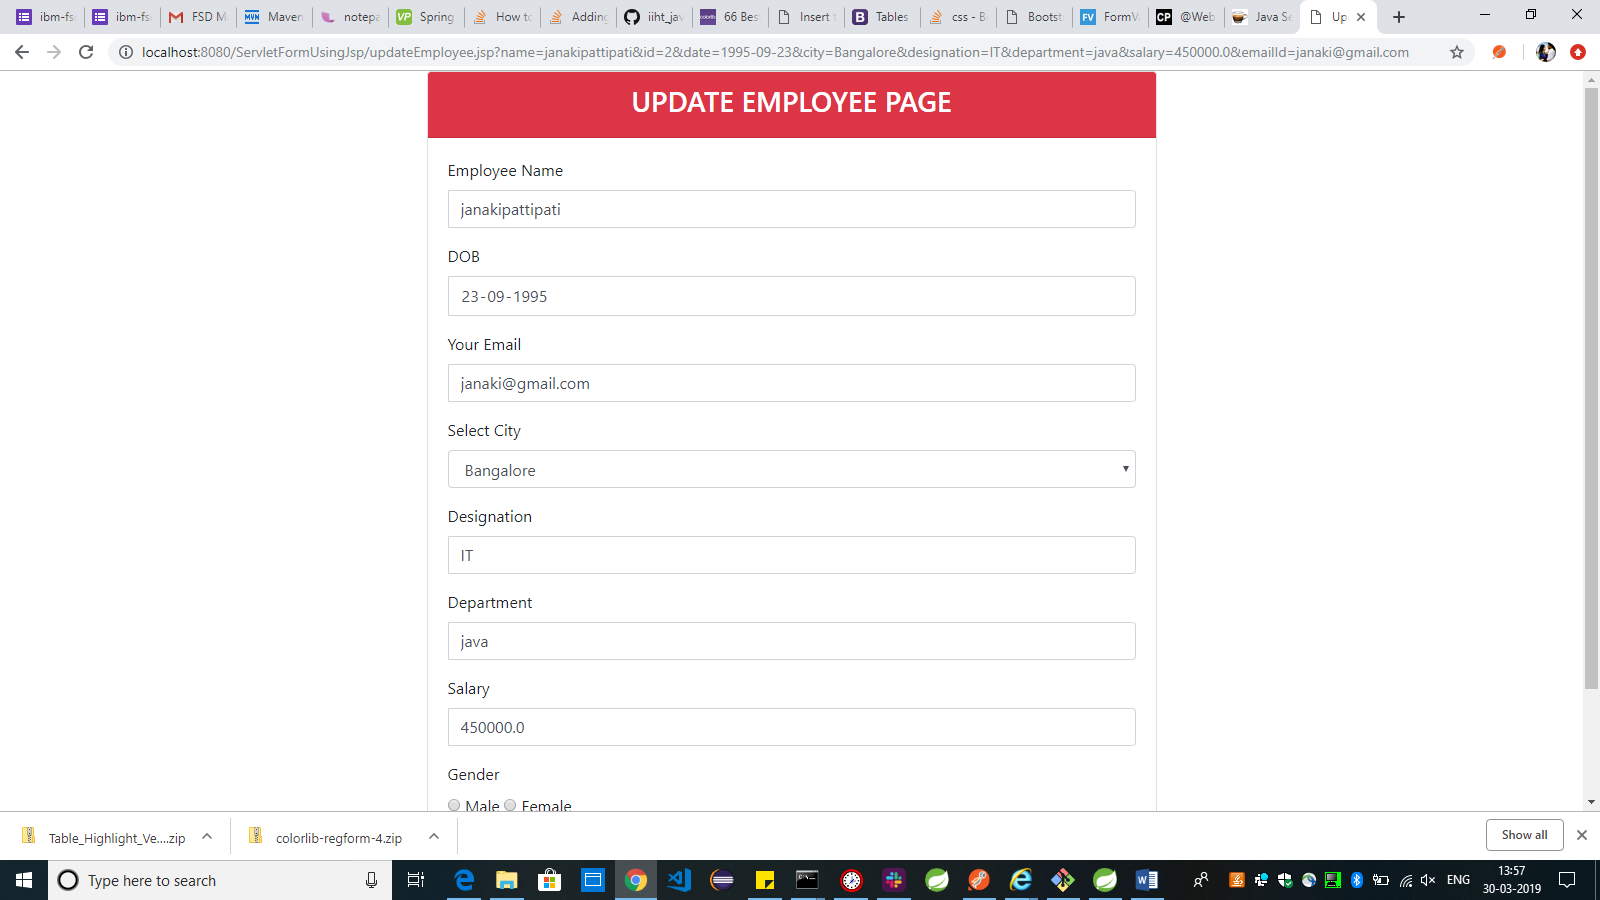 ibm-fs
ibm-fs
FSD M
Maven
notepa
Spring
How to
Adding
iiht_jav
66 Bes
Insert
Tables
css - B
Bootst
FormVa
@Web
Java Se
Up
localhost:8080/ServletFormUsingJsp/updateEmployee.jsp?name=janakipattipati&id=2&date=1995-09-23&city=Bangalore&designation=IT&department=java&salary=450000.0&emailId=janaki@gmail.com
UPDATE EMPLOYEE PAGE
Employee Name
janakipattipati
DOB
23-09-1995
Your Email
janaki@gmail.com
Select City
Bangalore
Designation
IT
Department
java
Salary
450000.0
Gender
Male Female
Table_Highlight_Ve....zip
colorlib-regform-4.zip
Show all
Type here to search
ENG
13:57
30-03-2019